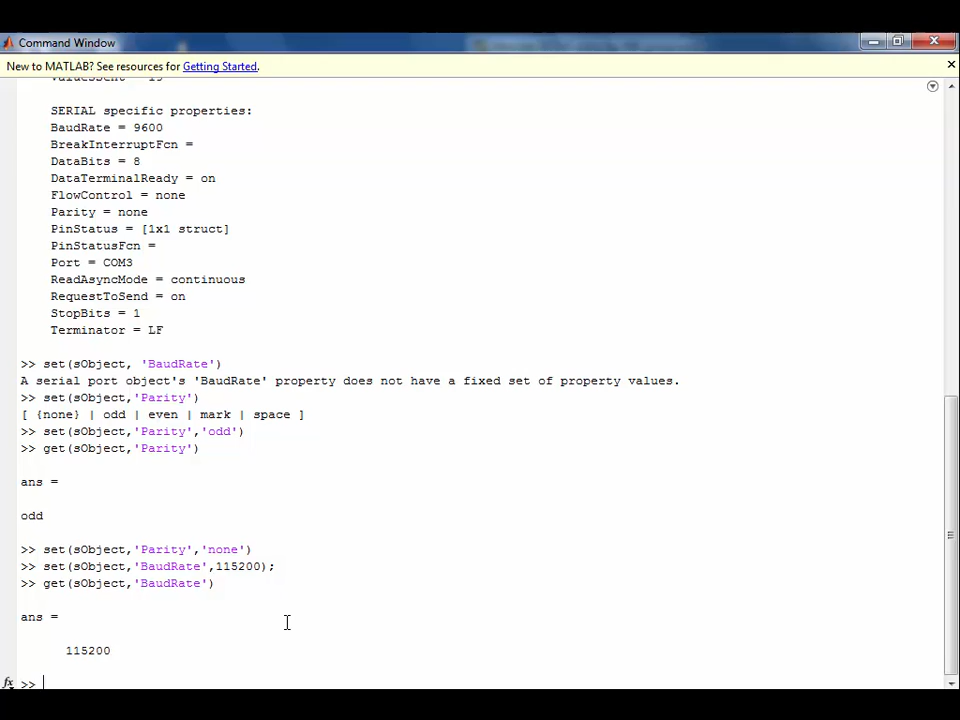 Command Window
New to MATLAB? See resources for Getting Started.
SERIAL specific properties:
BaudRate = 9600
BreakInterruptFcn =
DataBits = 8
DataTerminalReady = on
FlowControl = none
Parity = none
PinStatus = [1x1 struct]
PinStatusFcn =
Port = COM3
ReadAsyncMode = continuous
RequestToSend = on
StopBits = 1
Terminator = LF
>> set(sObject, 'BaudRate')
A serial port object's 'BaudRate' property does not have a fixed set of property values.
>> set(sObject,'Parity')
[ {none} | odd | even | mark | space ]
>> set(sObject,'Parity','odd')
>> get(sObject,'Parity')
ans =
odd
>> set(sObject,'Parity','none')
>> set(sObject,'BaudRate',115200);
>> get(sObject,'BaudRate')
ans =
115200
fx >>